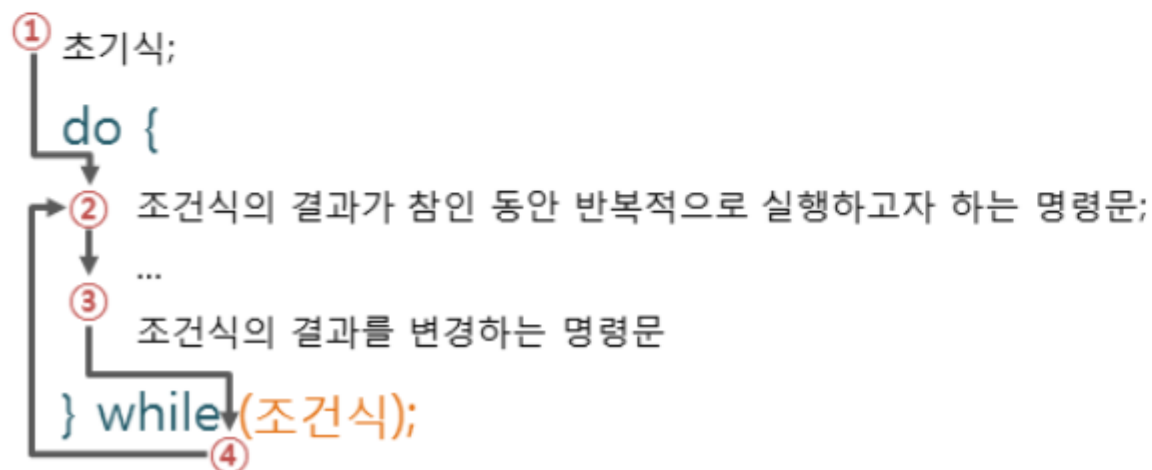 ① 초기식;
do {
② 조건식의 결과가 참인 동안 반복적으로 실행하고자 하는 명령문;
...
③
조건식의 결과를 변경하는 명령문
} while (조건식);
④